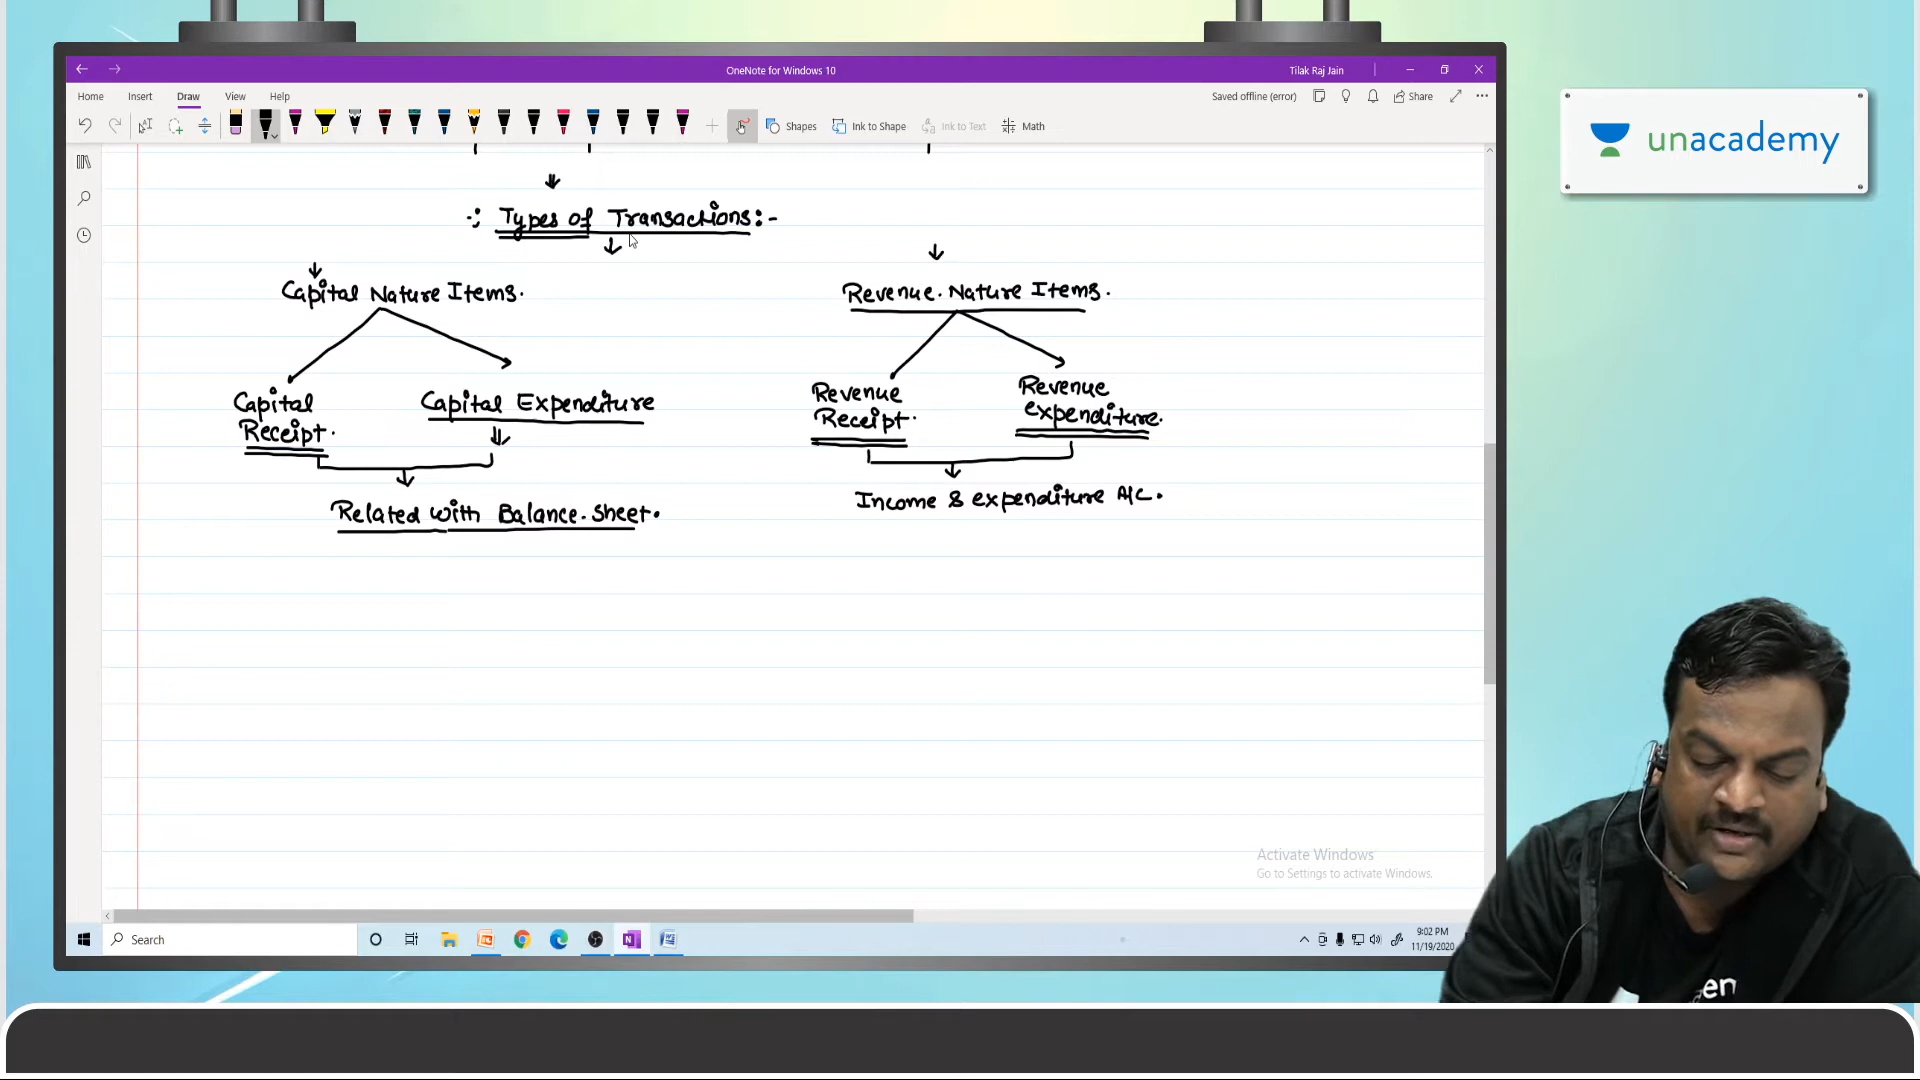 OneNote for Windows 10
Tilak Raj Jain
Home Insert Draw View Help
Saved offline (error) Share
Shapes Ink to Shape Ink to Text Math
unacademy
:- Types of Transactions:-
Capital Nature Items.
Revenue. Nature Items.
Capital Receipt.
Capital Expenditure
Revenue Receipt.
Revenue expenditure.
Related with Balance. Sheet.
Income & expenditure A/C.
Activate Windows
Go to Settings to activate Windows.
Search
9:02 PM
11/19/2020
en